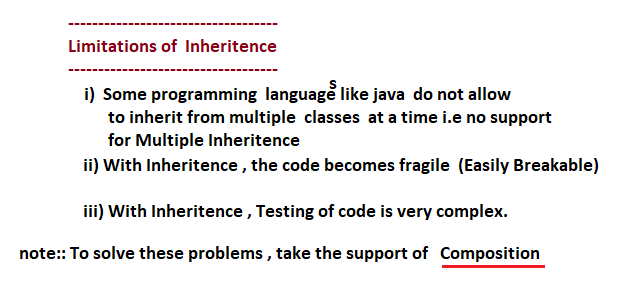 ---------------------------------
Limitations of Inheritence
---------------------------------
i) Some programming languages like java do not allow
to inherit from multiple classes at a time i.e no support
for Multiple Inheritence
ii) With Inheritence , the code becomes fragile (Easily Breakable)
iii) With Inheritence , Testing of code is very complex.
note:: To solve these problems , take the support of Composition